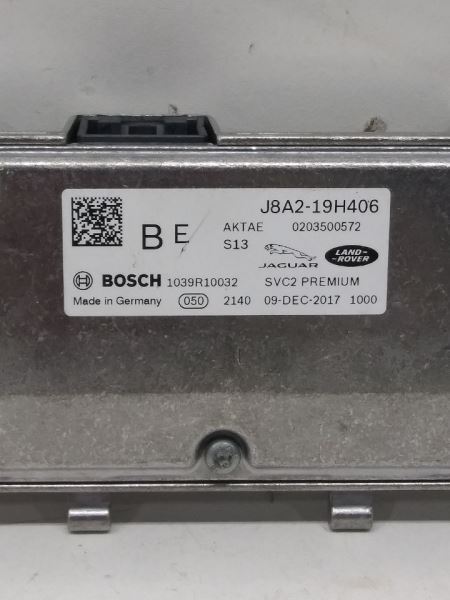 J8A2-19H406
B E AKTAE 0203500572
S13 JAGUAR LAND-ROVER
BOSCH 1039R10032 SVC2 PREMIUM
Made in Germany 050 2140 09-DEC-2017 1000